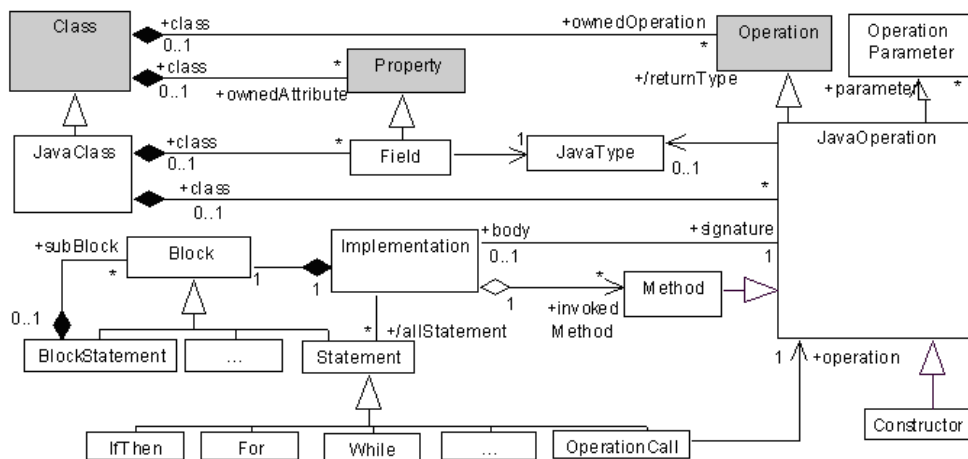 Class
+class
0..1
+ownedOperation
*
Operation
Operation
Parameter
+class
0..1
*
+ownedAttribute
Property
+/returnType
+parameter
*
JavaClass
+class
0..1
*
Field
1
JavaType
0..1
JavaOperation
+class
0..1
*
+subBlock
*
Block
1
1
Implementation
+body
0..1
+signature
1
1
*
+invoked
Method
Method
0..1
*
+/allStatement
BlockStatement
...
Statement
1
+operation
IfThen
For
While
...
OperationCall
Constructor